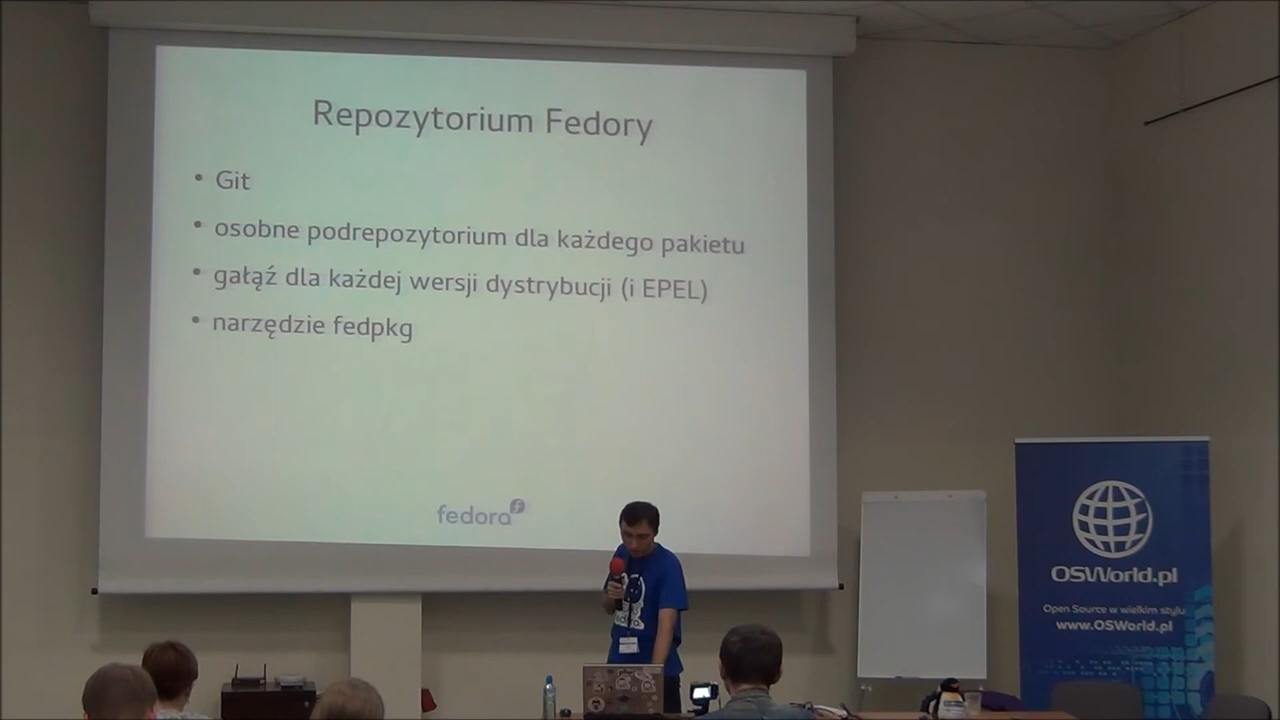 Repozytorium Fedory
• Git
• osobne podrepozytorium dla każdego pakietu
• gałąź dla każdej wersji dystrybucji (i EPEL)
• narzędzie fedpkg
fedora
OSWorld.pl
Open Source w wielkim stylu
www.OSWorld.pl